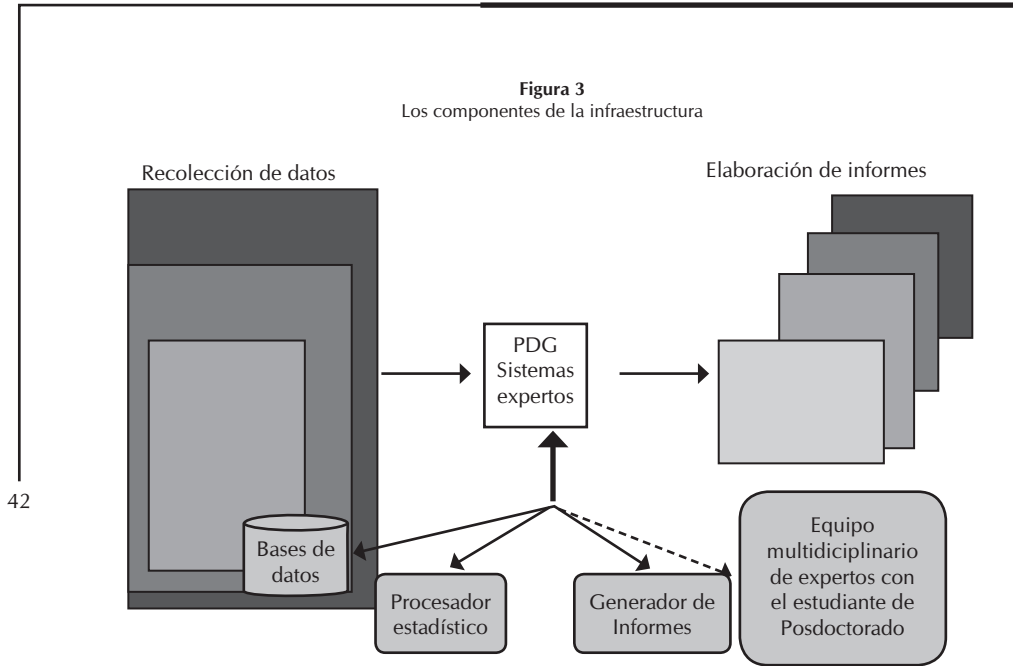 Figura 3
Los componentes de la infraestructura
Recolección de datos
Elaboración de informes
PDG
Sistemas
expertos
42
Bases de
datos
Procesador
estadístico
Generador de
Informes
Equipo
multidiciplinario
de expertos con
el estudiante de
Posdoctorado